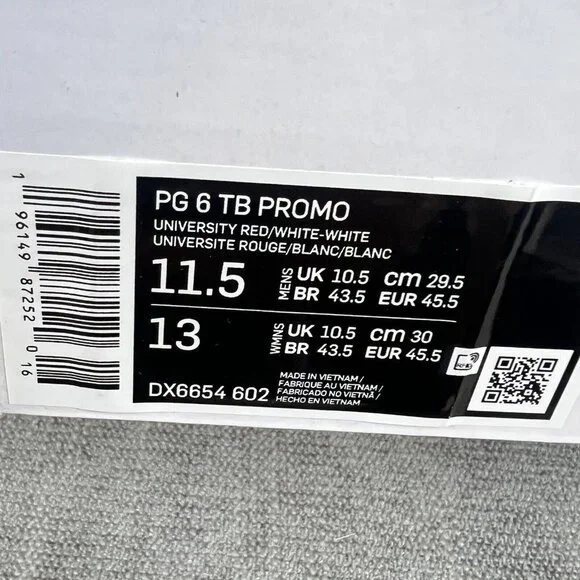 1 96149 87252 0 16
PG 6 TB PROMO
UNIVERSITY RED/WHITE-WHITE
UNIVERSITE ROUGE/BLANC/BLANC
11.5 MENS UK 10.5 cm 29.5
BR 43.5 EUR 45.5
13 WMNS UK 10.5 cm 30
BR 43.5 EUR 45.5
DX6654 602
MADE IN VIETNAM /
FABRIQUE AU VIETNAM /
FABRICADO NO VIETNÃ /
HECHO EN VIETNAM